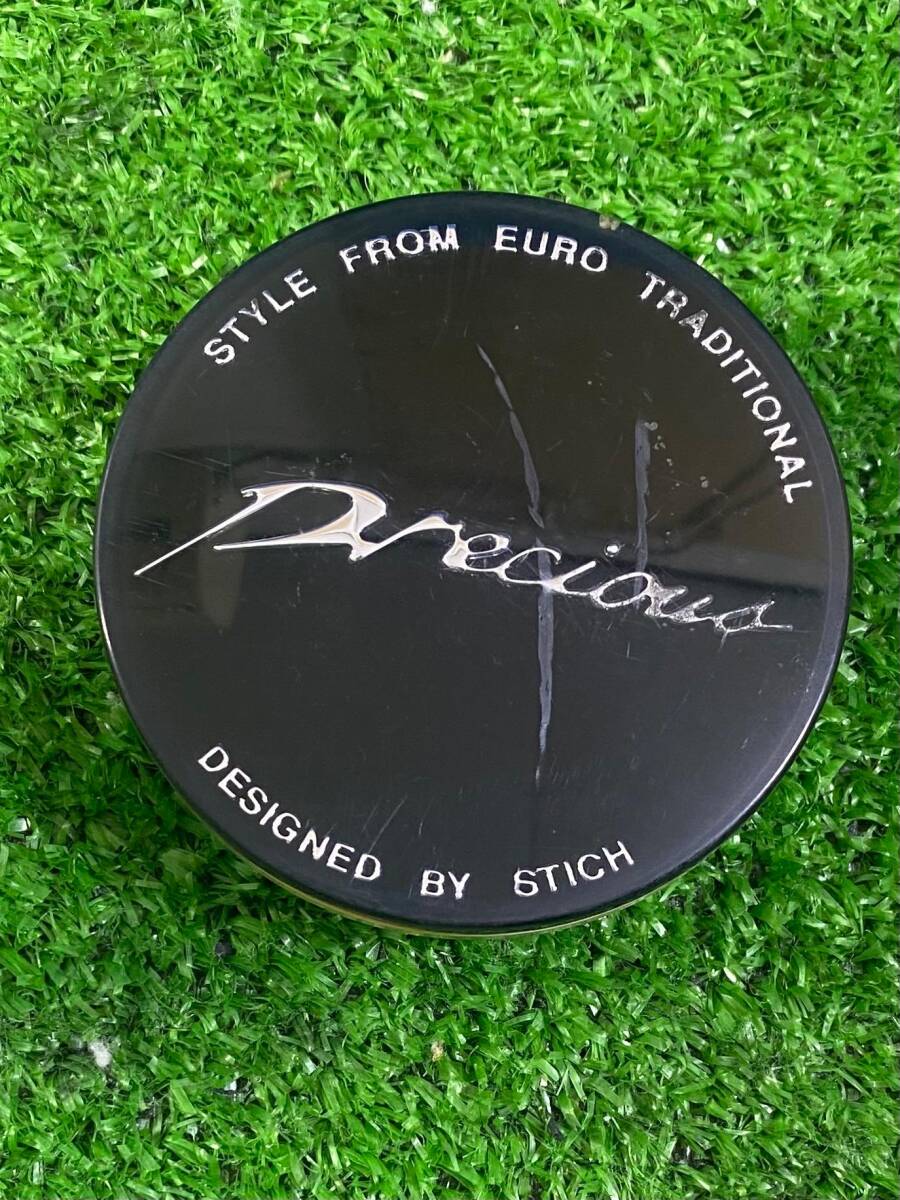 STYLE FROM EURO TRADITIONAL
Precious
DESIGNED BY STICH